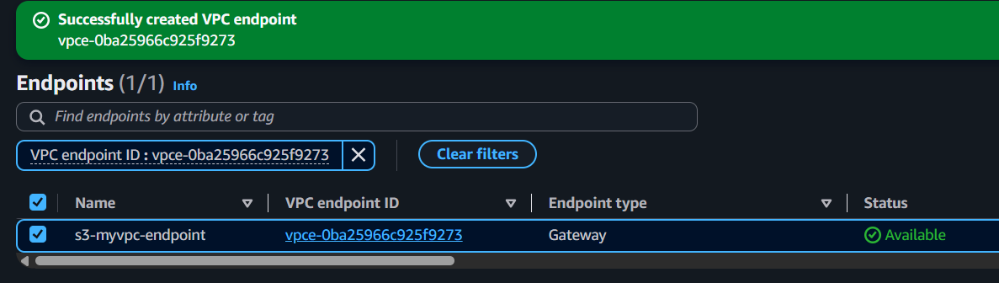 Successfully created VPC endpoint
vpce-0ba25966c925f9273
Endpoints (1/1) Info
Find endpoints by attribute or tag
VPC endpoint ID : vpce-0ba25966c925f9273 Clear filters
Name VPC endpoint ID Endpoint type Status
s3-myvpc-endpoint vpce-0ba25966c925f9273 Gateway Available